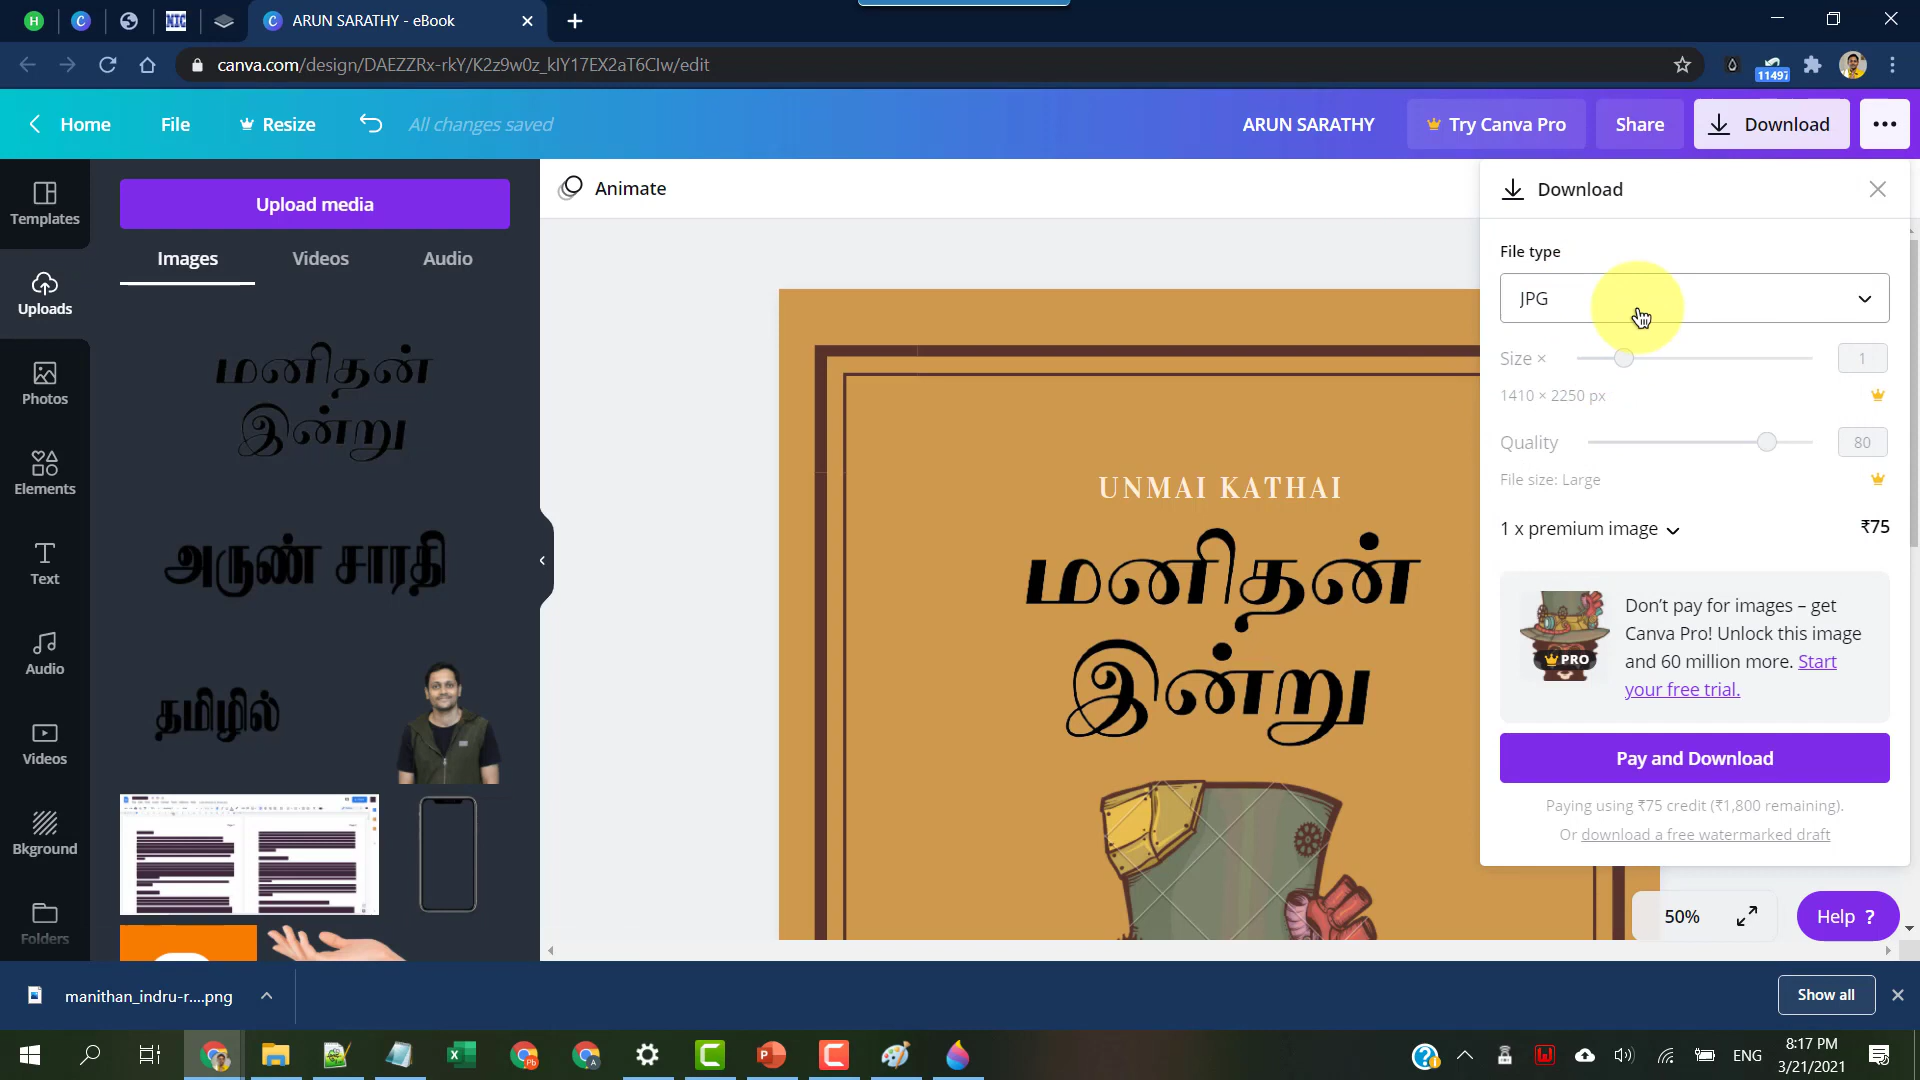 H
NIC
ARUN SARATHY - eBook
canva.com/design/DAEZZRx-rkY/K2z9w0z_klY17EX2aT6Clw/edit
11497
Home
File
Resize
All changes saved
ARUN SARATHY
Try Canva Pro
Share
Download
Templates
Uploads
Photos
Elements
Text
Audio
Videos
Bkground
Folders
Upload media
Images
Videos
Audio
மனிதன்
இன்று
அருண் சாரதி
தமிழில்
Animate
UNMAI KATHAI
மனிதன்
இன்று
Download
File type
JPG
Size ×
1
1410 × 2250 px
Quality
80
File size: Large
1 x premium image
₹75
PRO
Don't pay for images – get
Canva Pro! Unlock this image
and 60 million more. Start
your free trial.
Pay and Download
Paying using ₹75 credit (₹1,800 remaining).
Or download a free watermarked draft
50%
Help ?
manithan_indru-r....png
Show all
ENG
8:17 PM
3/21/2021